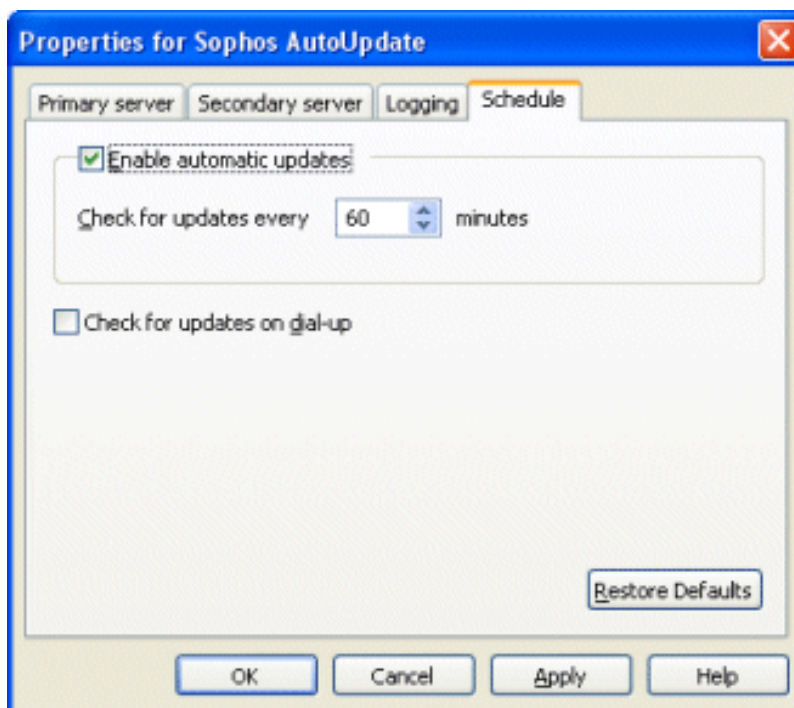 Properties for Sophos AutoUpdate
Primary server Secondary server Logging Schedule
Enable automatic updates
Check for updates every 60 minutes
Check for updates on dial-up
Restore Defaults
OK Cancel Apply Help